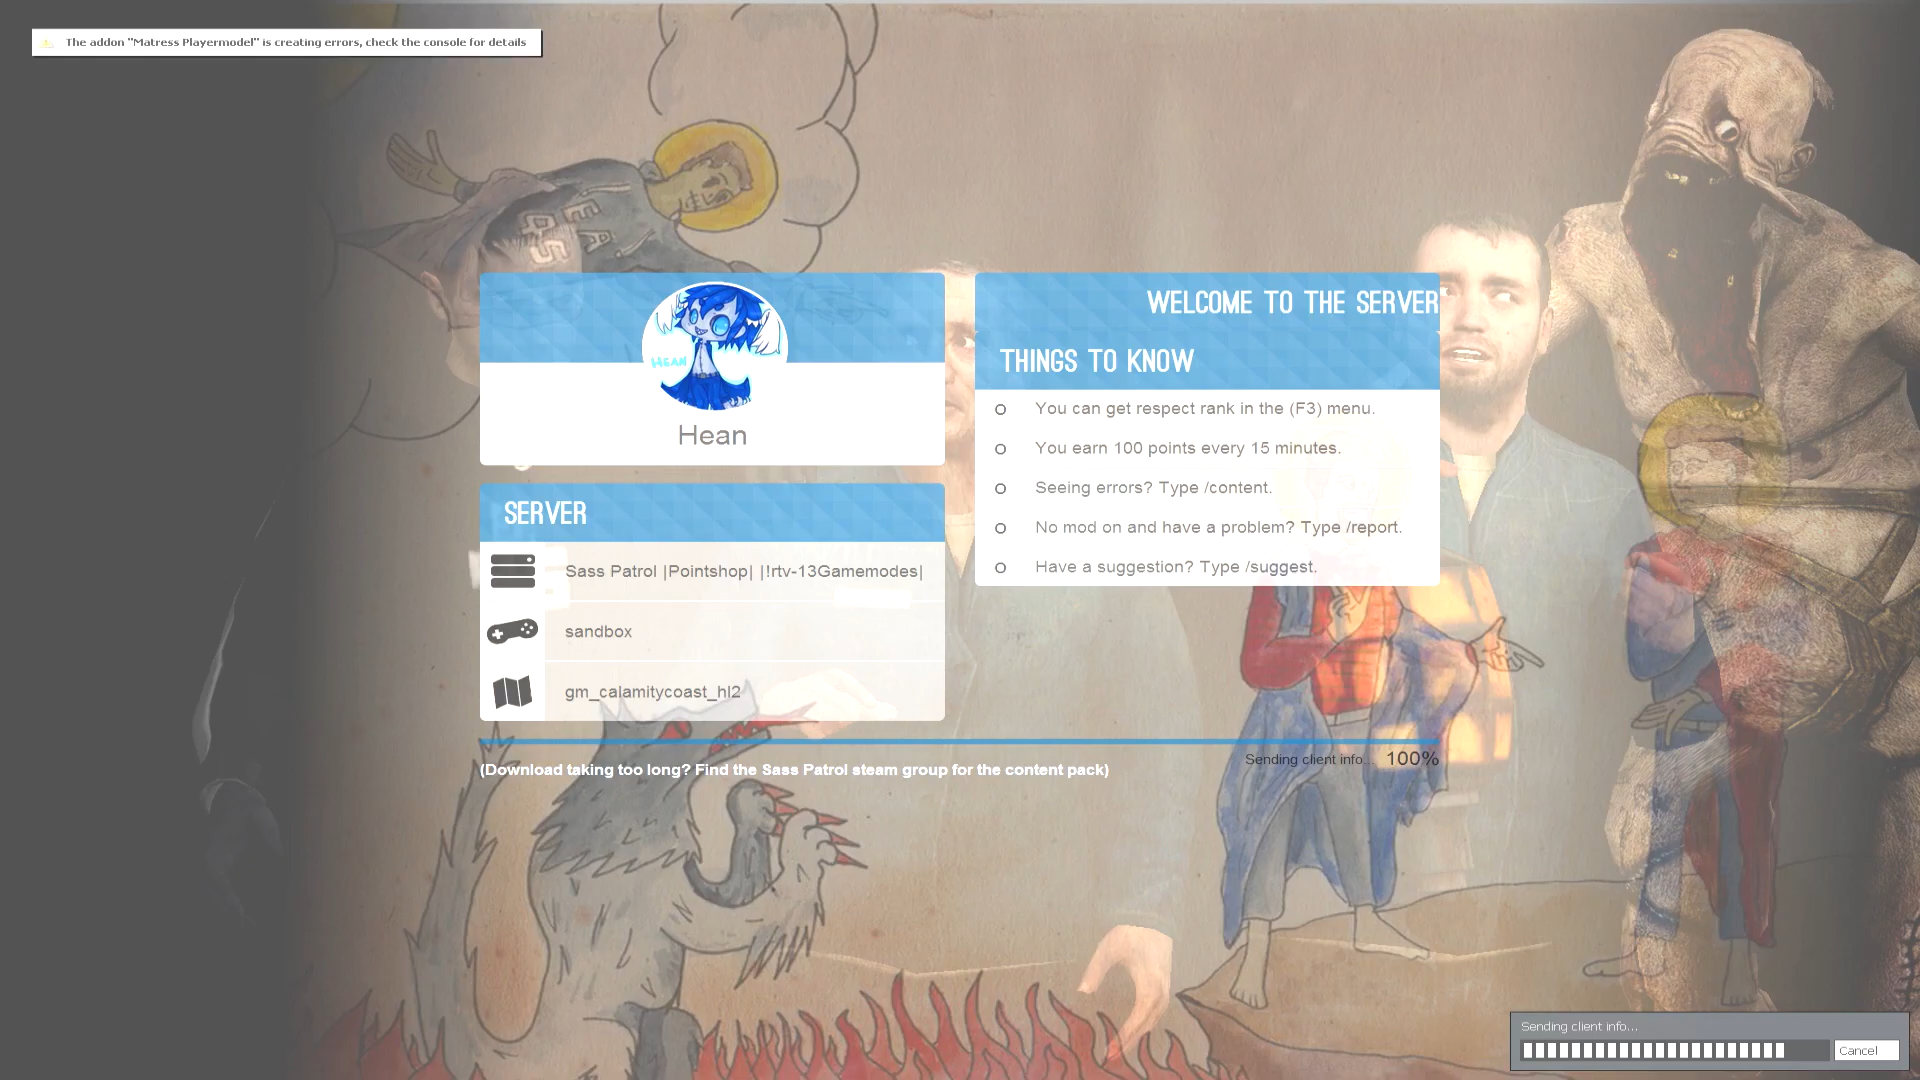 The addon "Matress Playermodel" is creating errors, check the console for details
HEAN
Hean
SERVER
Sass Patrol |Pointshop| |!rtv-13Gamemodes|
sandbox
gm_calamitycoast_hl2
WELCOME TO THE SERVER
THINGS TO KNOW
You can get respect rank in the (F3) menu.
You earn 100 points every 15 minutes.
Seeing errors? Type /content.
No mod on and have a problem? Type /report.
Have a suggestion? Type /suggest.
(Download taking too long? Find the Sass Patrol steam group for the content pack)
Sending client info... 100%
Sending client info...
Cancel